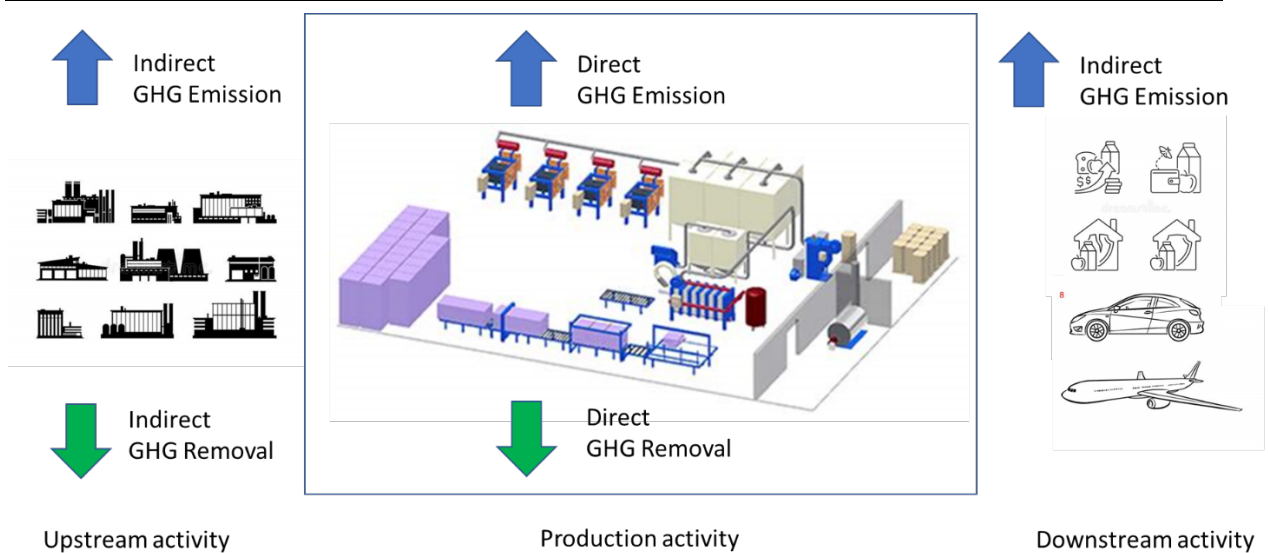 Indirect
GHG Emission
Direct
GHG Emission
Indirect
GHG Emission
$$
8
Indirect
GHG Removal
Direct
GHG Removal
Upstream activity
Production activity
Downstream activity